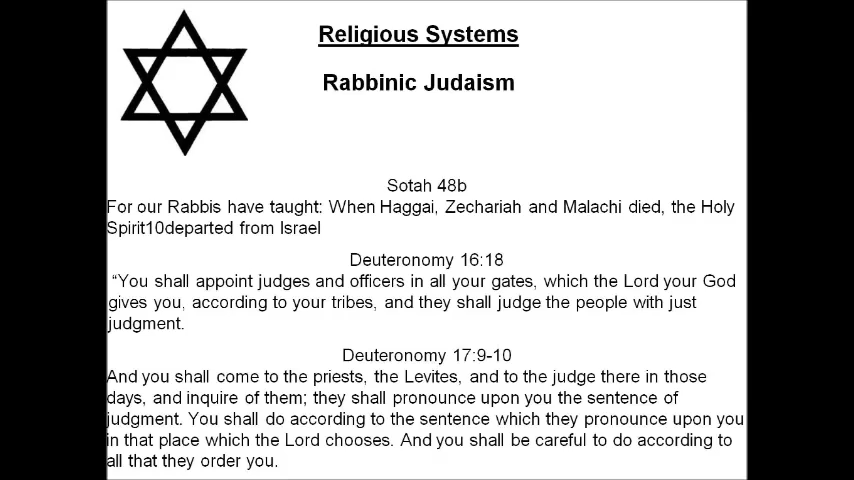 Religious Systems
Rabbinic Judaism
Sotah 48b
For our Rabbis have taught: When Haggai, Zechariah and Malachi died, the Holy
Spirit10departed from Israel
Deuteronomy 16:18
“You shall appoint judges and officers in all your gates, which the Lord your God
gives you, according to your tribes, and they shall judge the people with just
judgment.
Deuteronomy 17:9-10
And you shall come to the priests, the Levites, and to the judge there in those
days, and inquire of them; they shall pronounce upon you the sentence of
judgment. You shall do according to the sentence which they pronounce upon you
in that place which the Lord chooses. And you shall be careful to do according to
all that they order you.